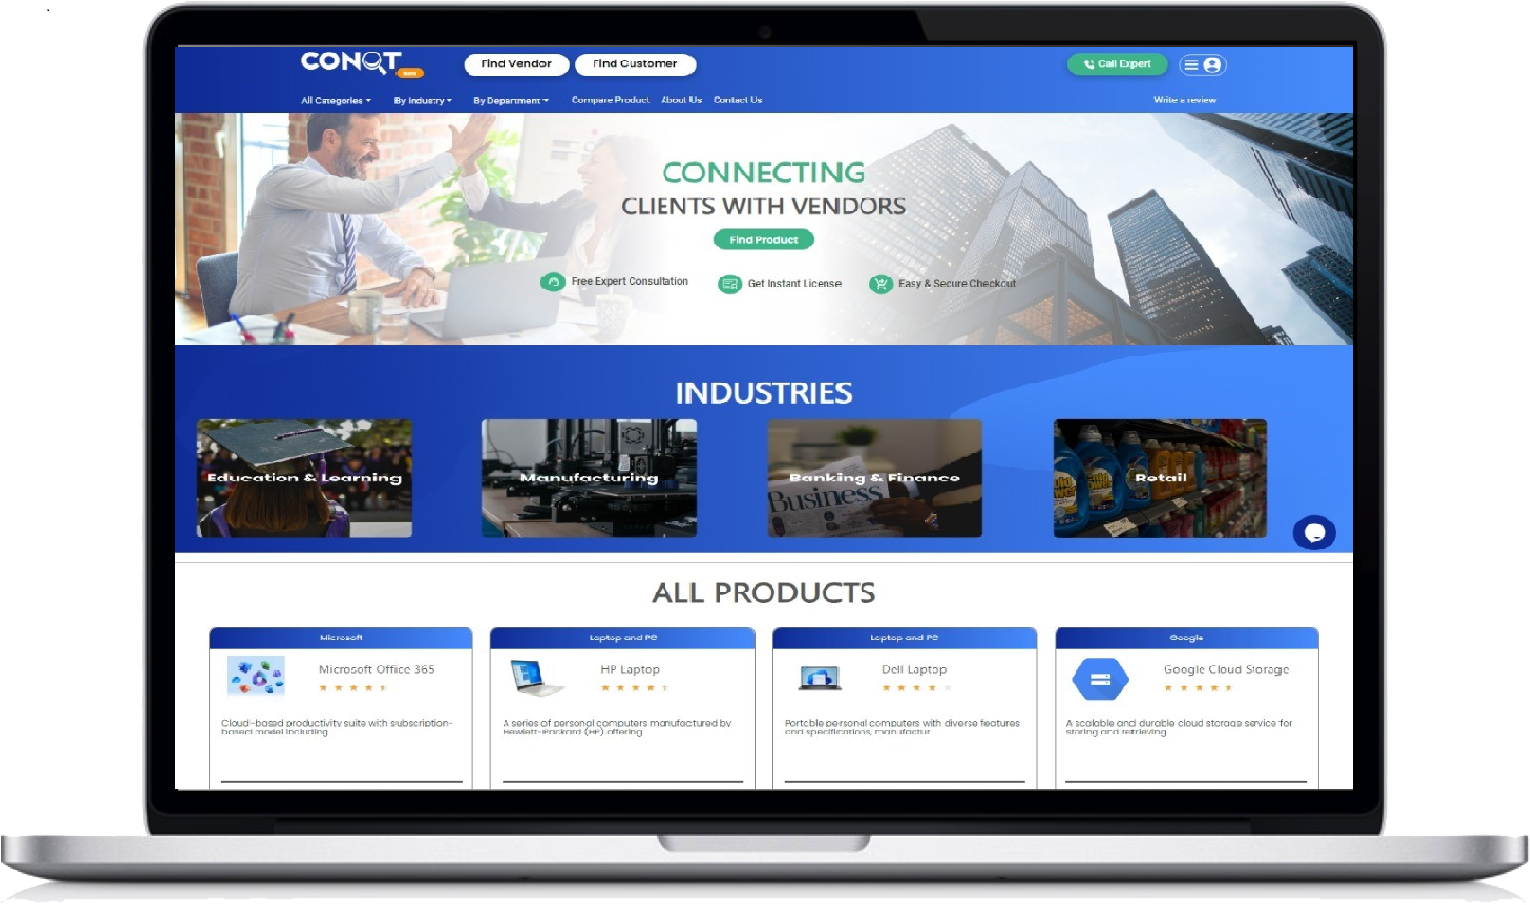 CONQT
Find Vendor
Find Customer
Call Expert
All Categories
By Industry
By Department
Compare Product
About Us
Contact Us
Write a review
CONNECTING
CLIENTS WITH VENDORS
Find Product
Free Expert Consultation
Get Instant License
Easy & Secure Checkout
INDUSTRIES
Education & Learning
Manufacturing
Banking & Finance
Business
Retail
ALL PRODUCTS
Microsoft
Microsoft Office 365
Cloud-based productivity suite with subscription-
based model including
Laptop and PC
HP Laptop
A series of personal computers manufactured by
Hewlett-Packard (HP) offering
Laptop and PC
Dell Laptop
Portable personal computers with diverse features
and specifications, manufactur
Google
Google Cloud Storage
A scalable and durable cloud storage service for
storing and retrieving